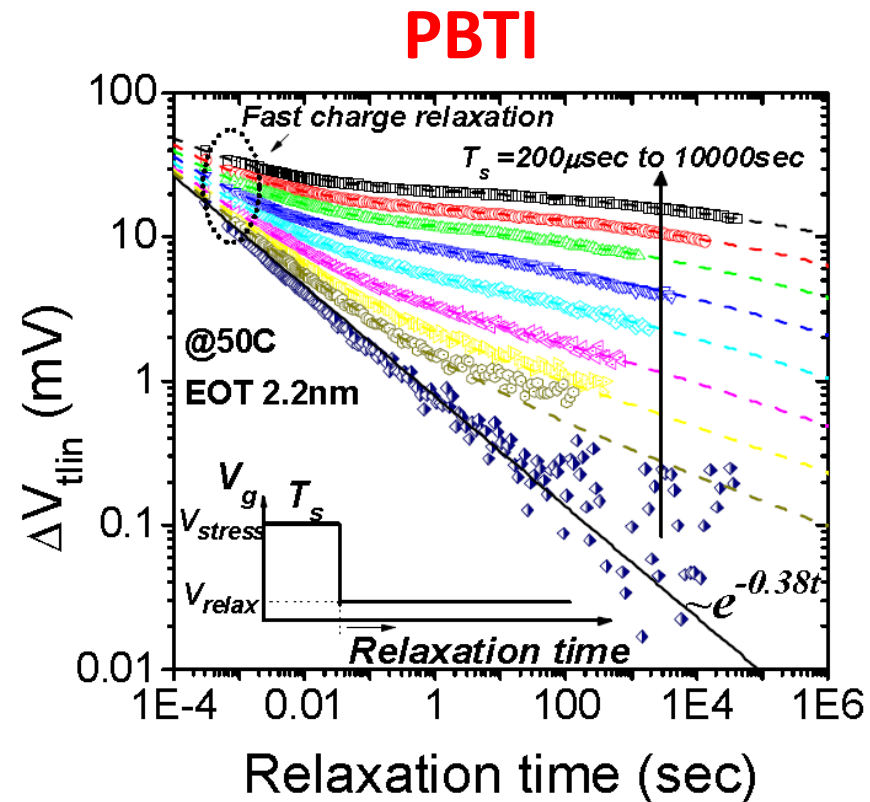 PBTI
100
Fast charge relaxation
T_s =200μsec to 10000sec
10
@50C
1
EOT 2.2nm
V_g
T_s
V_stress
0.1
V_relax
~e^-0.38t
Relaxation time
0.01
1E-4 0.01 1 100 1E4 1E6
ΔV_tlin (mV)
Relaxation time (sec)